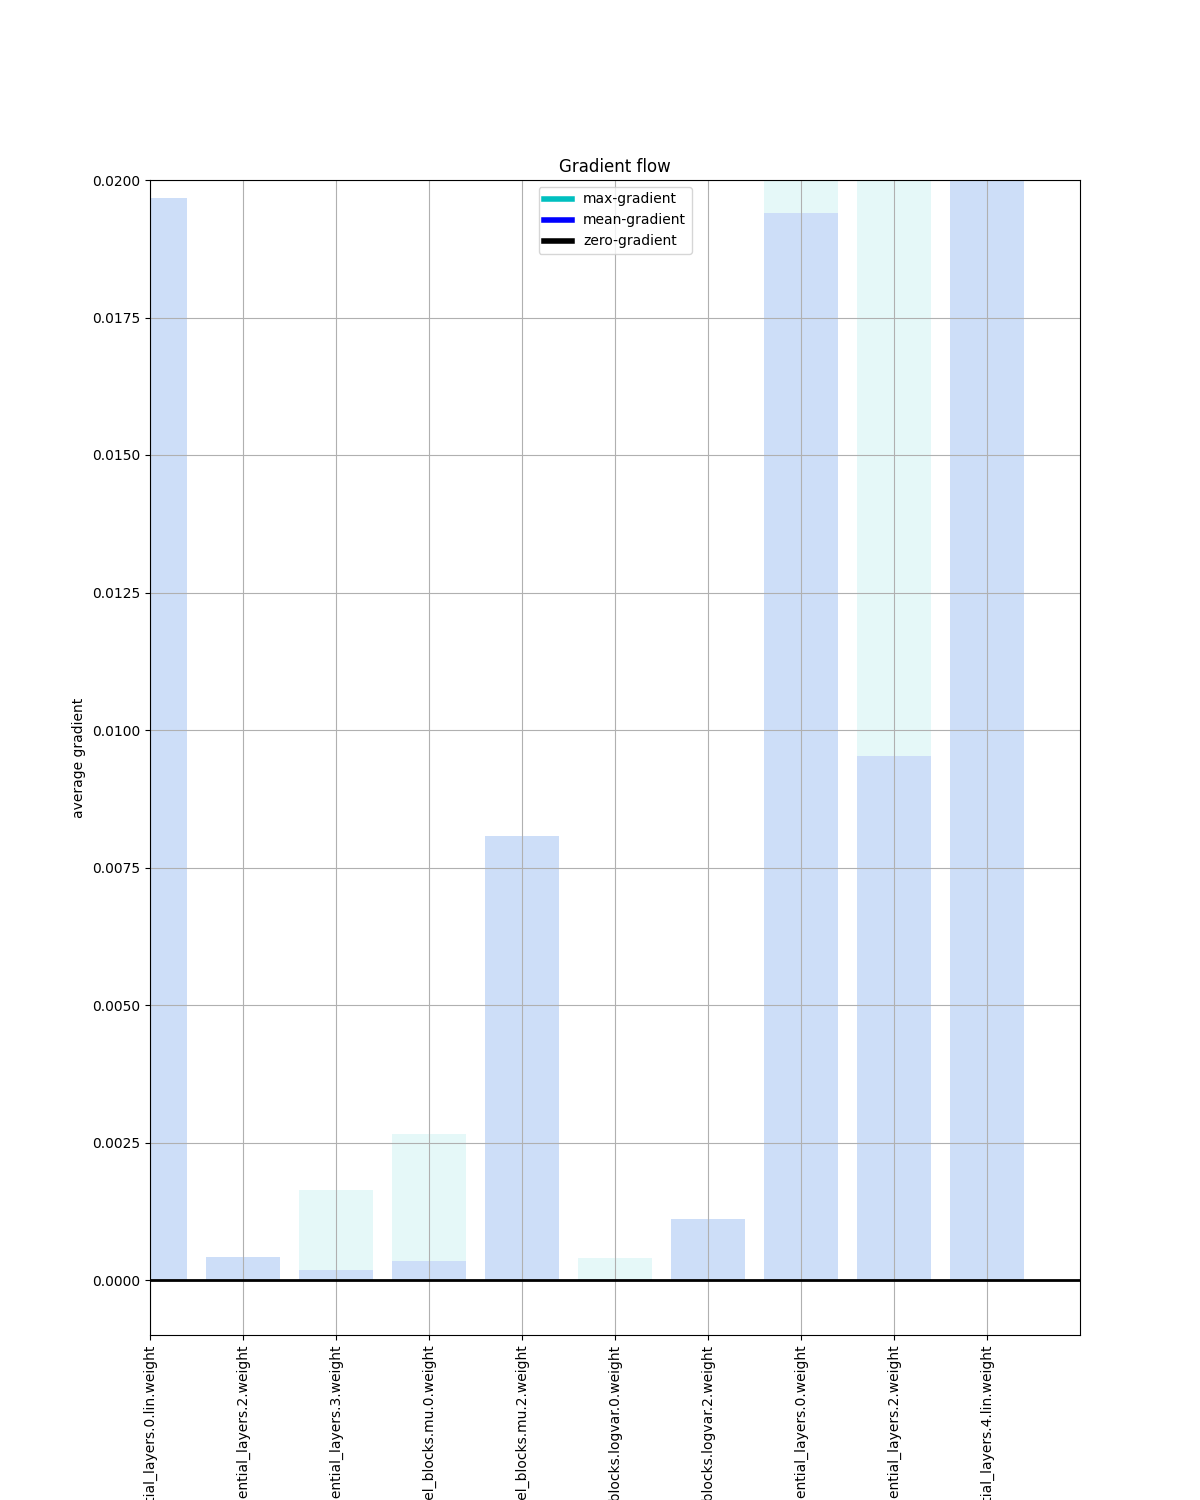 Gradient flow
max-gradient
mean-gradient
zero-gradient
average gradient
0.0200
0.0175
0.0150
0.0125
0.0100
0.0075
0.0050
0.0025
0.0000
tial_layers.0.lin.weight
ential_layers.2.weight
ential_layers.3.weight
el_blocks.mu.0.weight
el_blocks.mu.2.weight
blocks.logvar.0.weight
blocks.logvar.2.weight
ential_layers.0.weight
ential_layers.2.weight
tial_layers.4.lin.weight